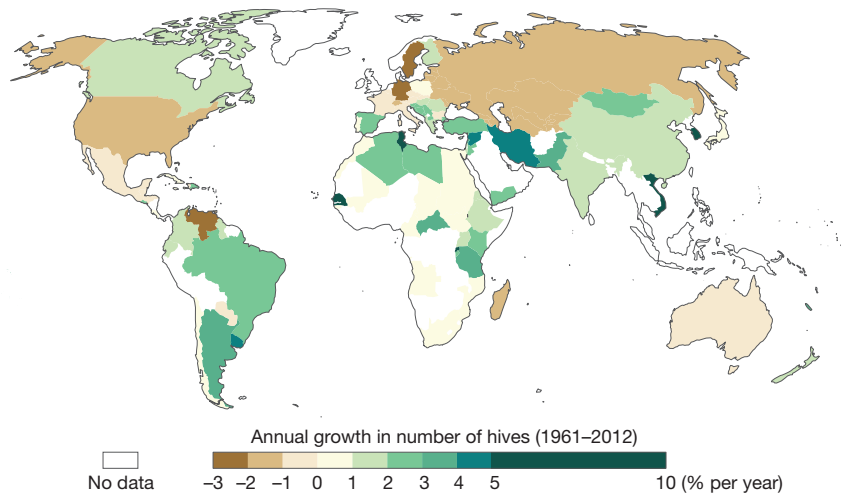 Annual growth in number of hives (1961–2012)
No data
–3 –2 –1 0 1 2 3 4 5 10 (% per year)